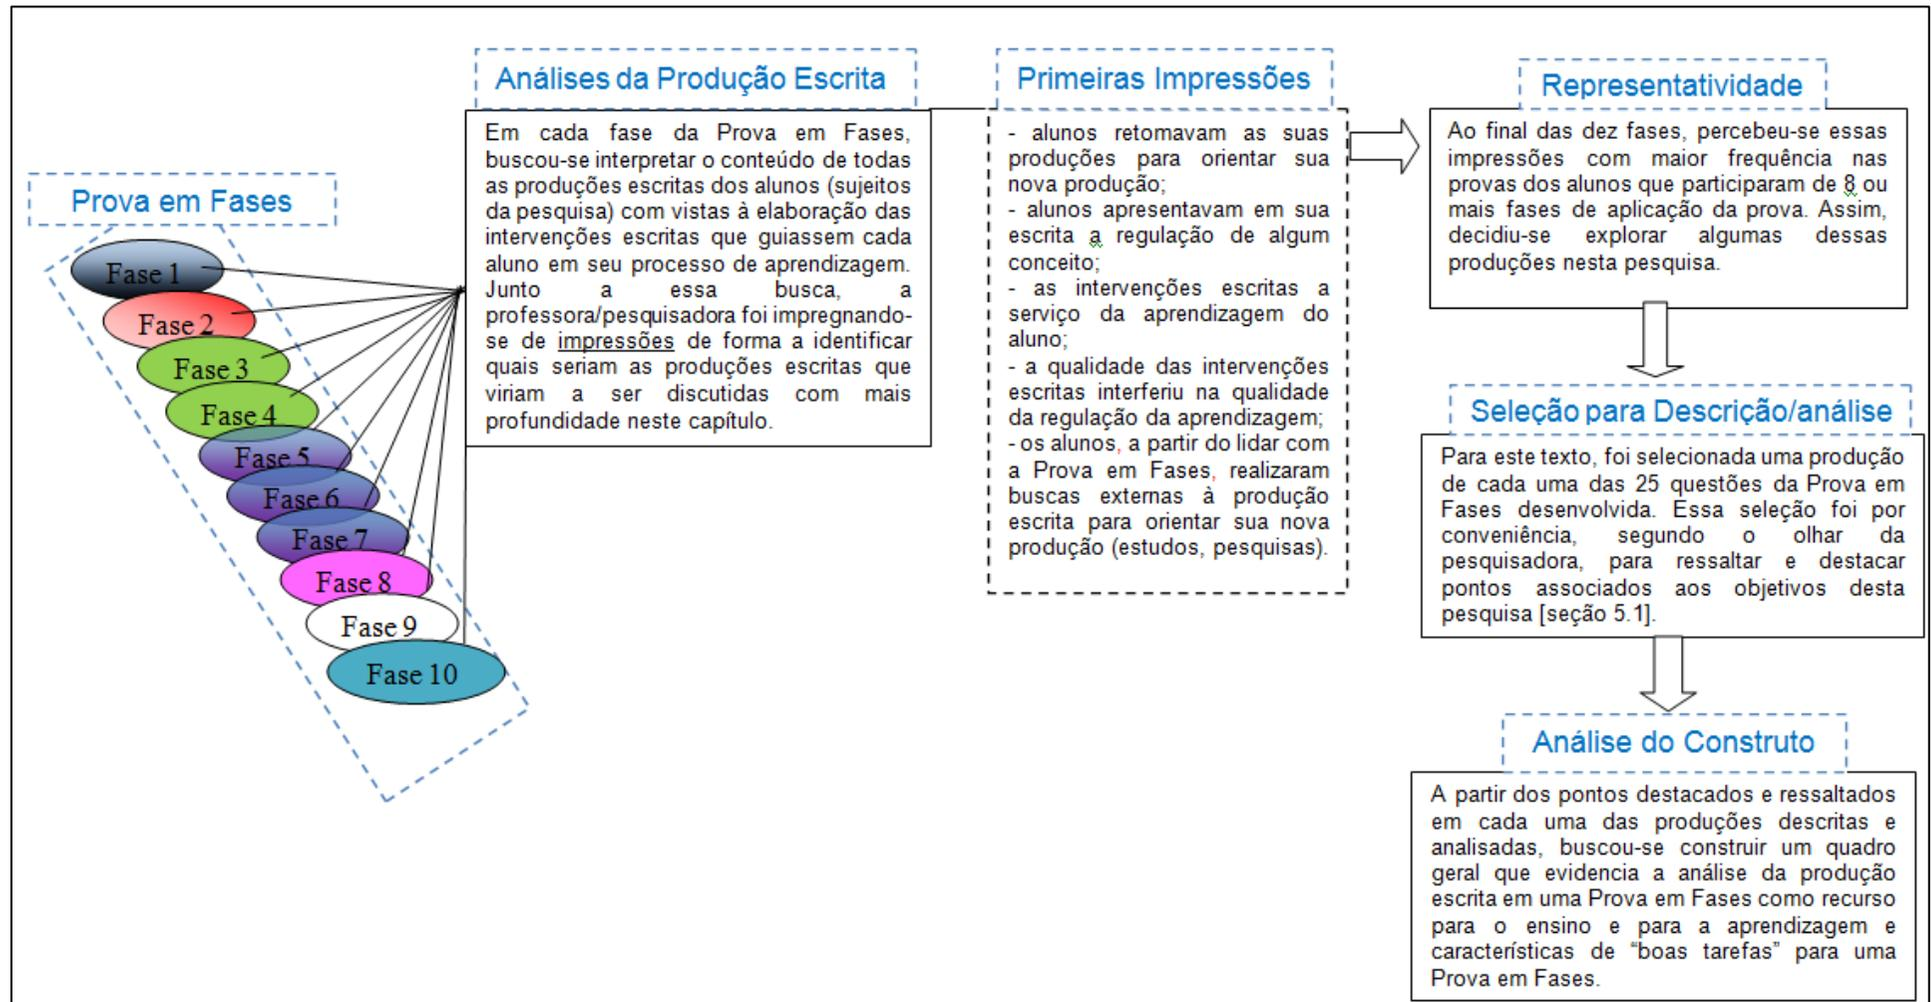 Prova em Fases
Fase 1
Fase 2
Fase 3
Fase 4
Fase 5
Fase 6
Fase 7
Fase 8
Fase 9
Fase 10
Análises da Produção Escrita
Em cada fase da Prova em Fases,
buscou-se interpretar o conteúdo de todas
as produções escritas dos alunos (sujeitos
da pesquisa) com vistas à elaboração das
intervenções escritas que guiassem cada
aluno em seu processo de aprendizagem.
Junto a essa busca, a
professora/pesquisadora foi impregnando-
se de impressões de forma a identificar
quais seriam as produções escritas que
viriam a ser discutidas com mais
profundidade neste capítulo.
Primeiras Impressões
- alunos retomavam as suas
produções para orientar sua
nova produção;
- alunos apresentavam em sua
escrita a regulação de algum
conceito;
- as intervenções escritas a
serviço da aprendizagem do
aluno;
- a qualidade das intervenções
escritas interferiu na qualidade
da regulação da aprendizagem;
- os alunos, a partir do lidar com
a Prova em Fases, realizaram
buscas externas à produção
escrita para orientar sua nova
produção (estudos, pesquisas).
Representatividade
Ao final das dez fases, percebeu-se essas
impressões com maior frequência nas
provas dos alunos que participaram de 8 ou
mais fases de aplicação da prova. Assim,
decidiu-se explorar algumas dessas
produções nesta pesquisa.
Seleção para Descrição/análise
Para este texto, foi selecionada uma produção
de cada uma das 25 questões da Prova em
Fases desenvolvida. Essa seleção foi por
conveniência, segundo o olhar da
pesquisadora, para ressaltar e destacar
pontos associados aos objetivos desta
pesquisa [seção 5.1].
Análise do Construto
A partir dos pontos destacados e ressaltados
em cada uma das produções descritas e
analisadas, buscou-se construir um quadro
geral que evidencia a análise da produção
escrita em uma Prova em Fases como recurso
para o ensino e para a aprendizagem e
características de “boas tarefas” para uma
Prova em Fases.